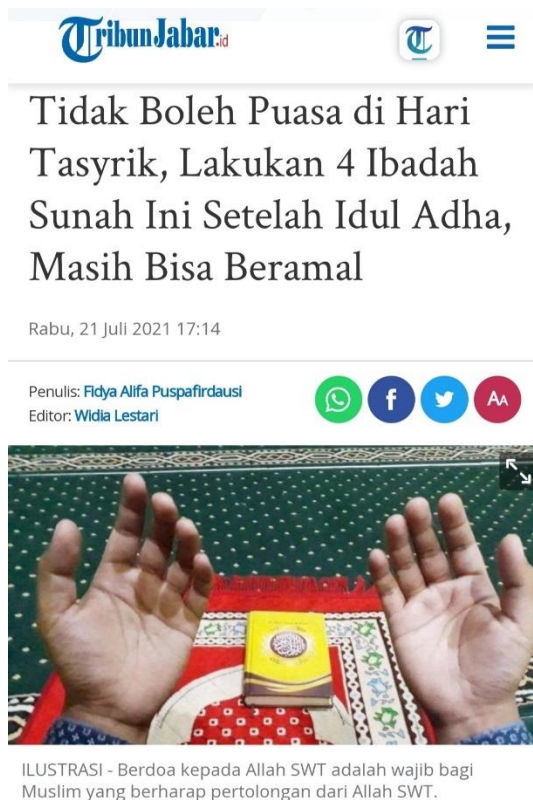 TribunJabar.id
Tidak Boleh Puasa di Hari
Tasyrik, Lakukan 4 Ibadah
Sunah Ini Setelah Idul Adha,
Masih Bisa Beramal
Rabu, 21 Juli 2021 17:14
Penulis: Fidya Alifa Puspafirdausi
Editor: Widia Lestari
AA
ILUSTRASI - Berdoa kepada Allah SWT adalah wajib bagi
Muslim yang berharap pertolongan dari Allah SWT.